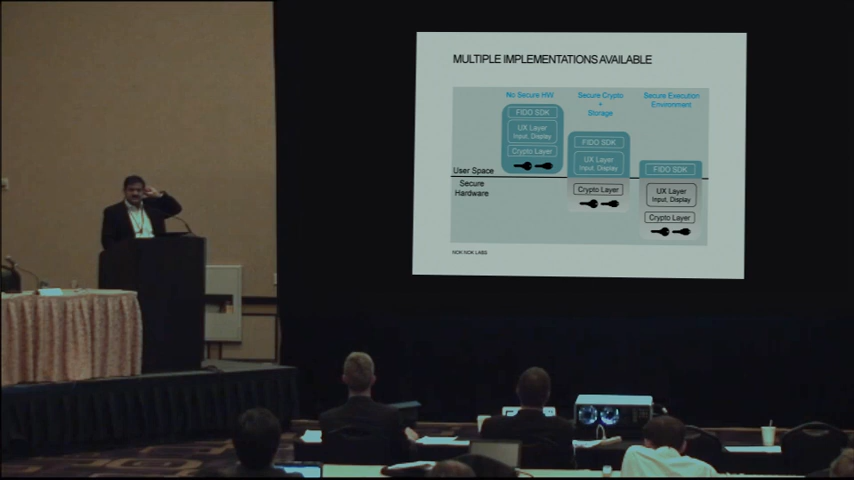 MULTIPLE IMPLEMENTATIONS AVAILABLE
No Secure HW
FIDO SDK
UX Layer
Input, Display
Crypto Layer
Secure Crypto
+
Storage
FIDO SDK
UX Layer
Input, Display
Crypto Layer
Secure Execution
Environment
FIDO SDK
UX Layer
Input, Display
Crypto Layer
User Space
Secure
Hardware
NOK NOK LABS